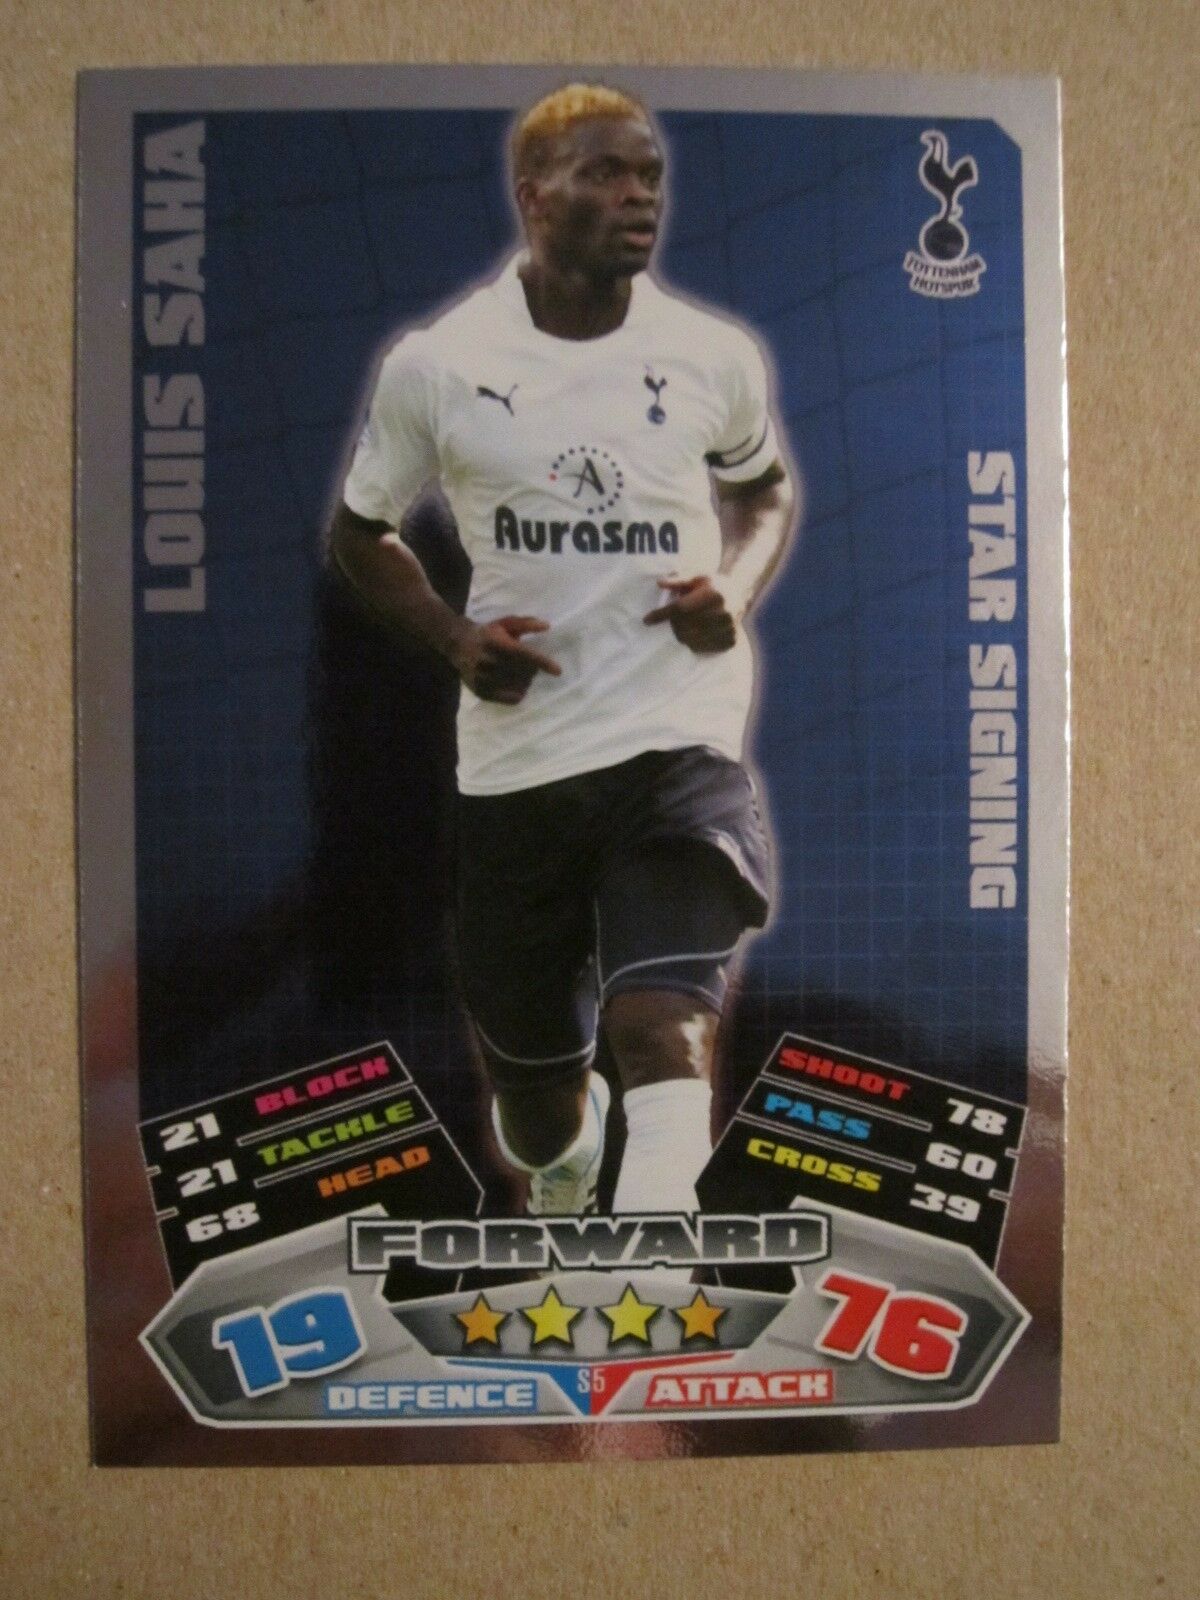 LOUIS SAHA
TOTTENHAM
HOTSPUR
STAR SIGNING
A
Aurasma
21 BLOCK
21 TACKLE
68 HEAD
SHOOT 78
PASS 60
CROSS 39
FORWARD
19
76
DEFENCE
S5
ATTACK